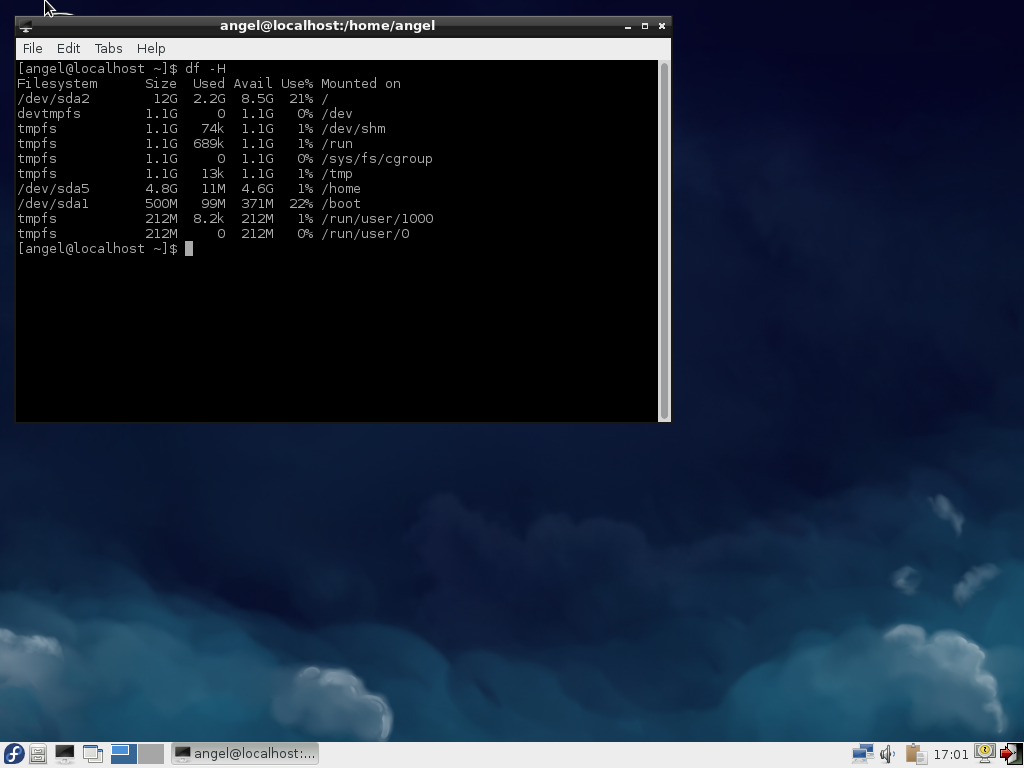 angel@localhost:/home/angel
File Edit Tabs Help
[angel@localhost ~]$ df -H
Filesystem      Size  Used Avail Use% Mounted on
/dev/sda2        12G  2.2G  8.5G  21% /
devtmpfs        1.1G     0  1.1G   0% /dev
tmpfs           1.1G   74k  1.1G   1% /dev/shm
tmpfs           1.1G  689k  1.1G   1% /run
tmpfs           1.1G     0  1.1G   0% /sys/fs/cgroup
tmpfs           1.1G   13k  1.1G   1% /tmp
/dev/sda5       4.8G   11M  4.6G   1% /home
/dev/sda1       500M   99M  371M  22% /boot
tmpfs           212M  8.2k  212M   1% /run/user/1000
tmpfs           212M     0  212M   0% /run/user/0
[angel@localhost ~]$
angel@localhost:... 17:01